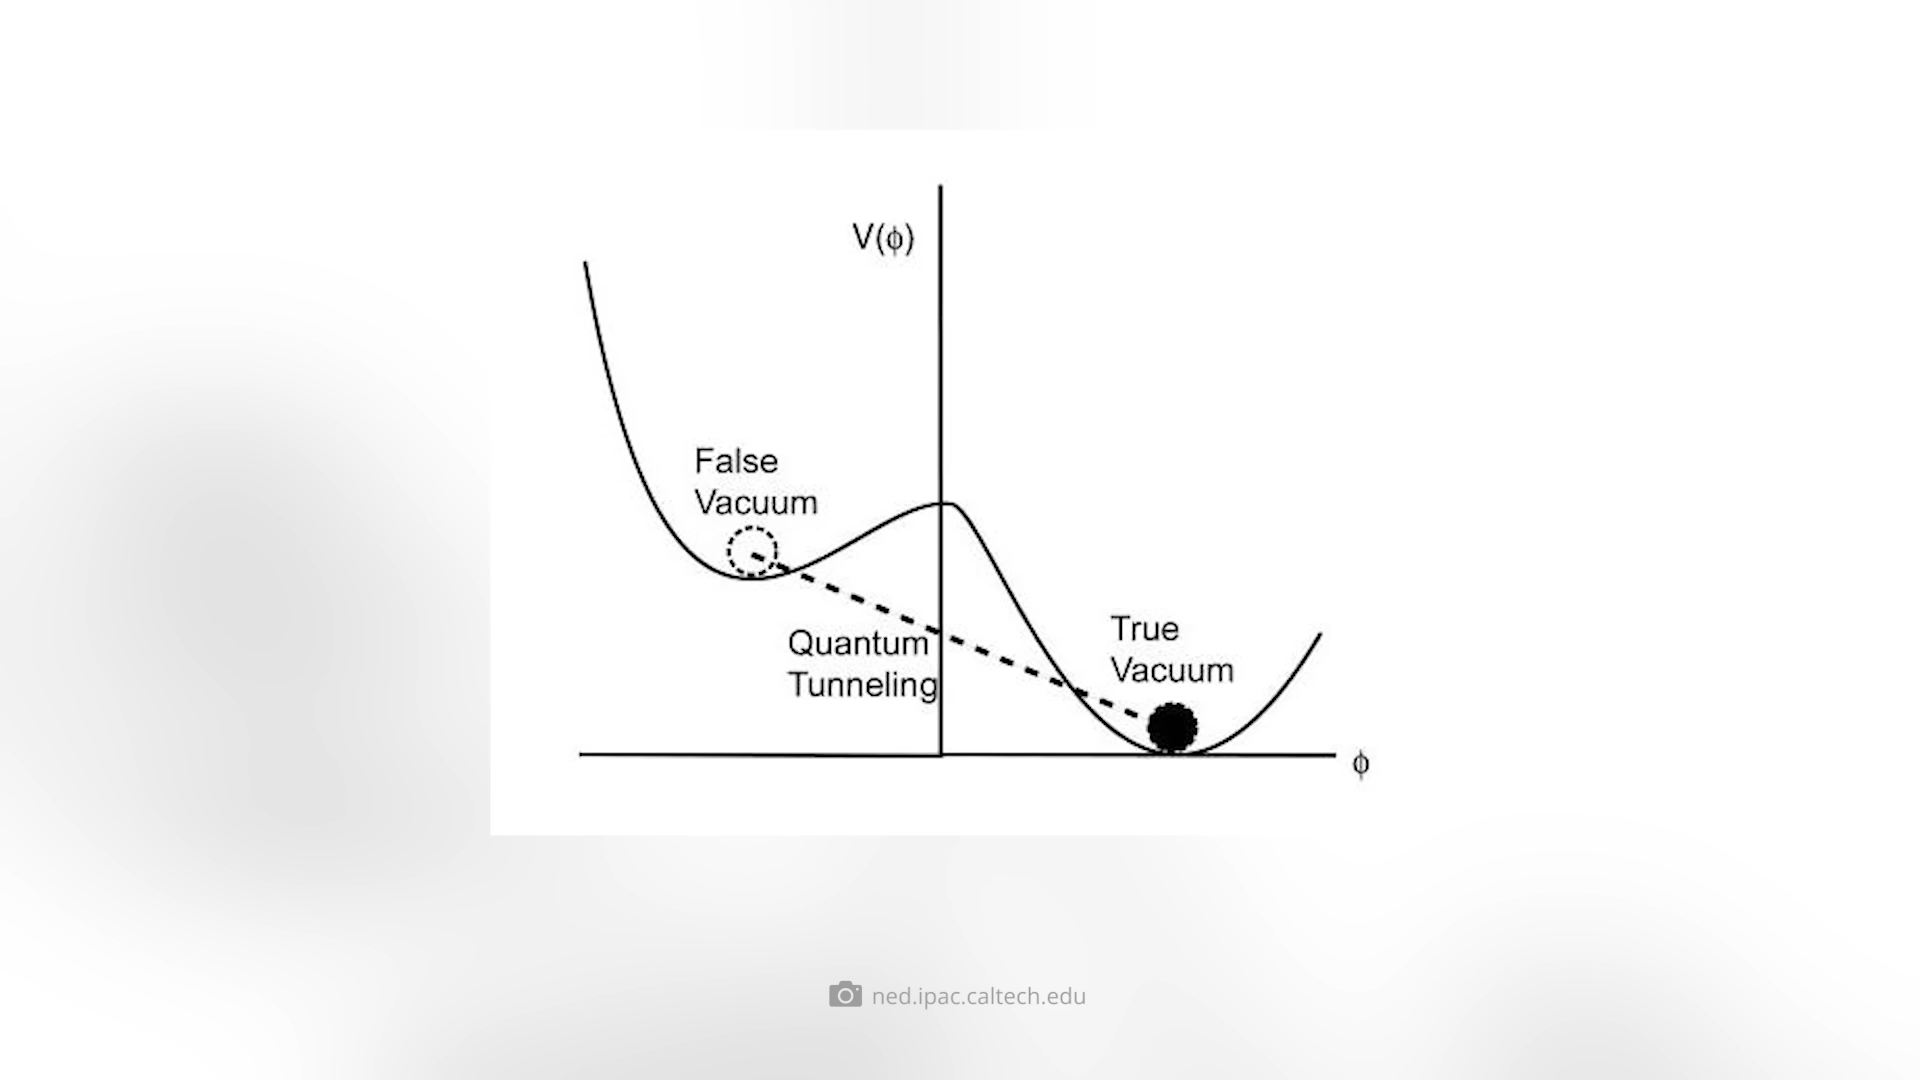 V(ϕ)
False
Vacuum
Quantum
Tunneling
True
Vacuum
ϕ
ned.ipac.caltech.edu